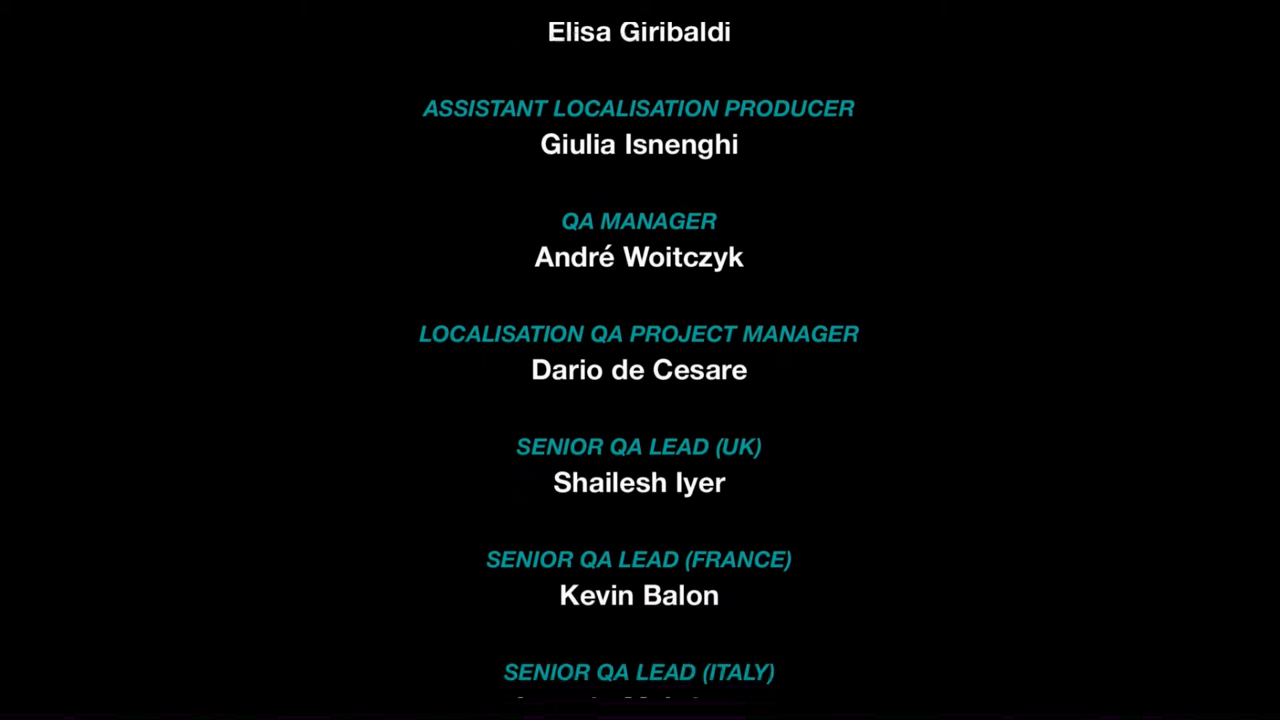 Elisa Giribaldi
ASSISTANT LOCALISATION PRODUCER
Giulia Isnenghi
QA MANAGER
André Woitczyk
LOCALISATION QA PROJECT MANAGER
Dario de Cesare
SENIOR QA LEAD (UK)
Shailesh Iyer
SENIOR QA LEAD (FRANCE)
Kevin Balon
SENIOR QA LEAD (ITALY)